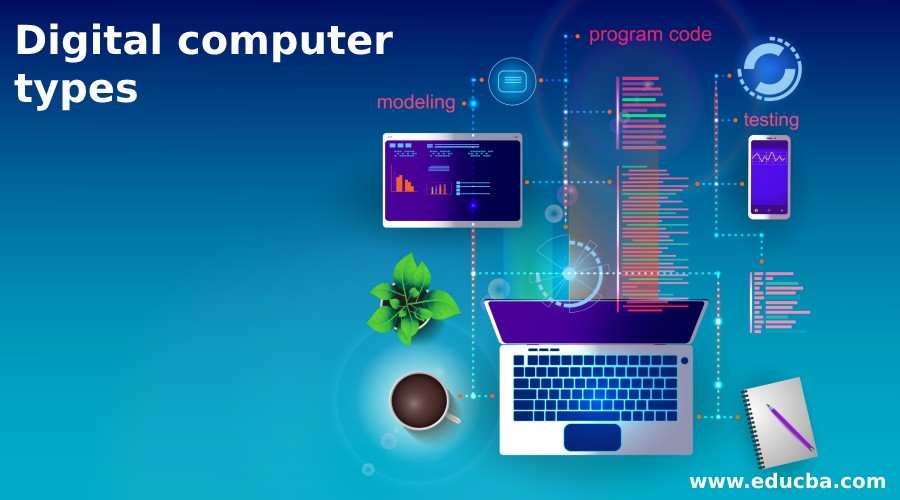 Digital computer
types
program code
modeling
testing
www.educba.com